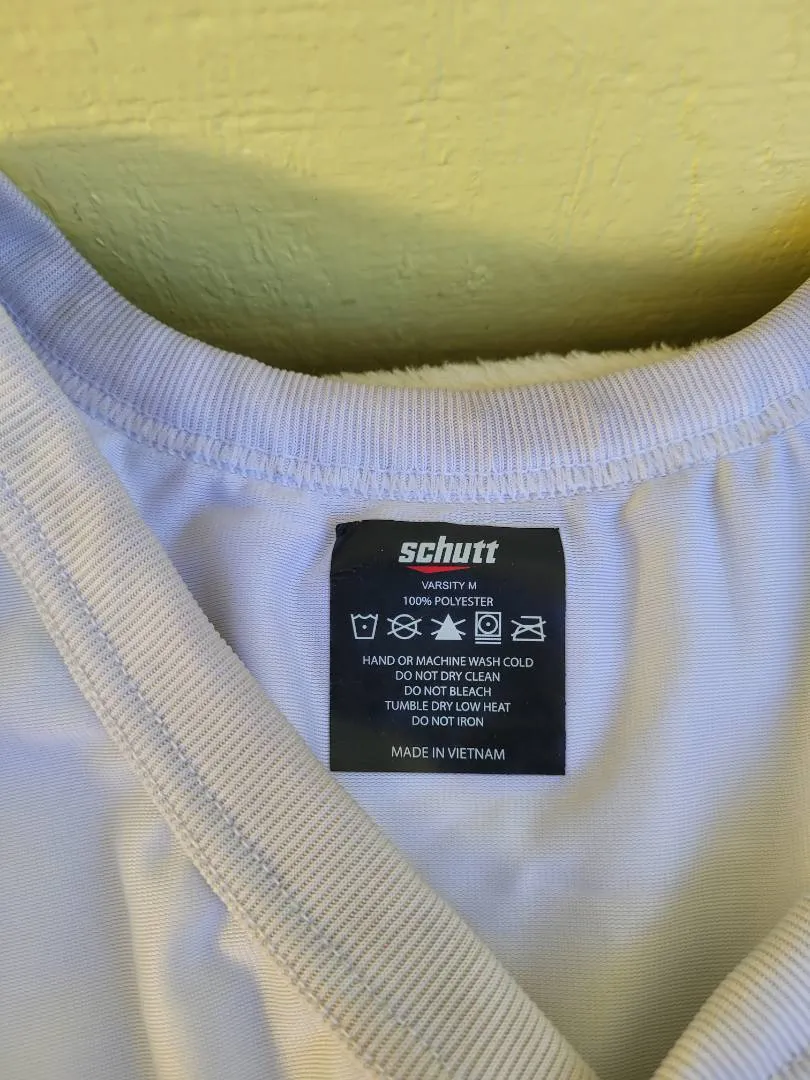 schutt
VARSITY M
100% POLYESTER
HAND OR MACHINE WASH COLD
DO NOT DRY CLEAN
DO NOT BLEACH
TUMBLE DRY LOW HEAT
DO NOT IRON
MADE IN VIETNAM